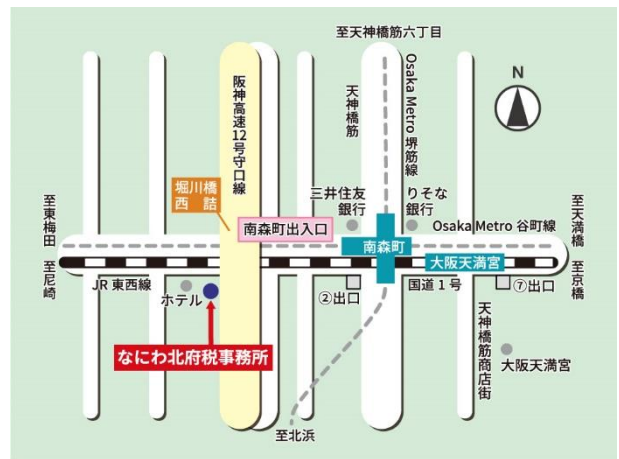 至天神橋筋六丁目
N
阪神高速12号守口線
天神橋筋
Osaka Metro 堺筋線
堀川橋
西 詰
三井住友
銀行
りそな
銀行
至東梅田
南森町出入口
南森町
Osaka Metro 谷町線
至天満橋
至尼崎
大阪天満宮
至京橋
JR 東西線
ホテル
②出口
国道1号
⑦出口
なにわ北府税事務所
天神橋筋商店街
大阪天満宮
至北浜